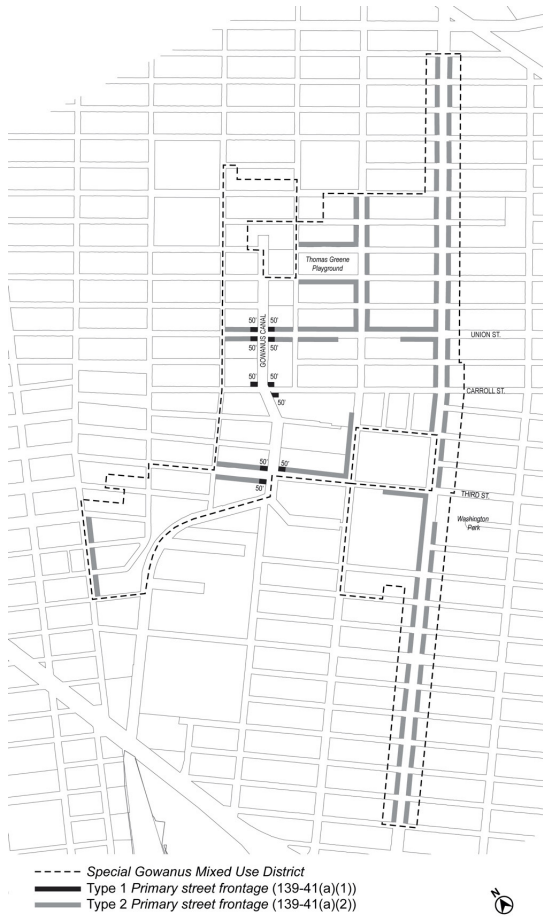 Thomas Greene
Playground
50' 50'
GOWANUS CANAL
UNION ST.
50' 50'
50' 50'
CARROLL ST.
50'
50' 50'
50'
THIRD ST.
Washington
Park
Special Gowanus Mixed Use District
Type 1 Primary street frontage (139-41(a)(1))
Type 2 Primary street frontage (139-41(a)(2))
N